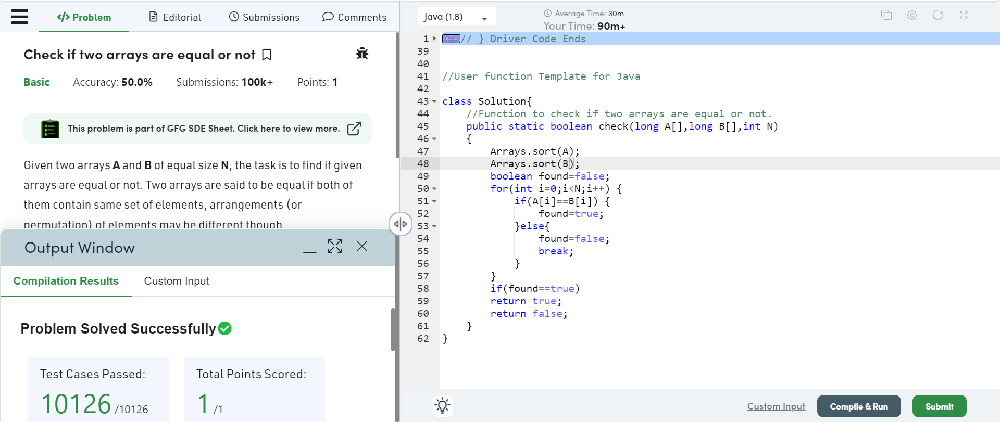 Problem Editorial Submissions Comments
Check if two arrays are equal or not
Basic Accuracy: 50.0% Submissions: 100k+ Points: 1
This problem is part of GFG SDE Sheet. Click here to view more.
Given two arrays A and B of equal size N, the task is to find if given
arrays are equal or not. Two arrays are said to be equal if both of
them contain same set of elements, arrangements (or
permutation) of elements may be different though.
Output Window
Compilation Results Custom Input
Problem Solved Successfully
Test Cases Passed:
10126 /10126
Total Points Scored:
1 /1
Java (1.8)
Average Time: 30m
Your Time: 90m+
1 // } Driver Code Ends
39
40
41 //User function Template for Java
42
43 class Solution{
44 //Function to check if two arrays are equal or not.
45 public static boolean check(long A[],long B[],int N)
46 {
47 Arrays.sort(A);
48 Arrays.sort(B);
49 boolean found=false;
50 for(int i=0;i<N;i++) {
51 if(A[i]==B[i]) {
52 found=true;
53 }else{
54 found=false;
55 break;
56 }
57 }
58 if(found==true)
59 return true;
60 return false;
61 }
62 }
Custom Input Compile & Run Submit